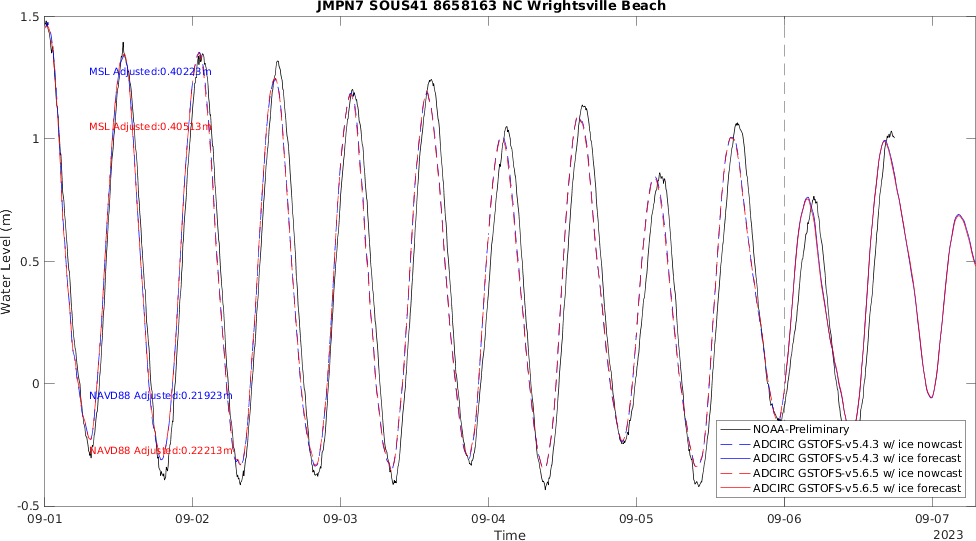 JMPN7 SOUS41 8658163 NC Wrightsville Beach
1.5
MSL Adjusted:0.40223m
MSL Adjusted:0.40513m
1
Water Level (m)
0.5
0
NAVD88 Adjusted:0.21923m
NAVD88 Adjusted:0.22213m
NOAA-Preliminary
ADCIRC GSTOFS-v5.4.3 w/ ice nowcast
ADCIRC GSTOFS-v5.4.3 w/ ice forecast
ADCIRC GSTOFS-v5.6.5 w/ ice nowcast
ADCIRC GSTOFS-v5.6.5 w/ ice forecast
-0.5
09-01 09-02 09-03 09-04 09-05 09-06 09-07
Time
2023